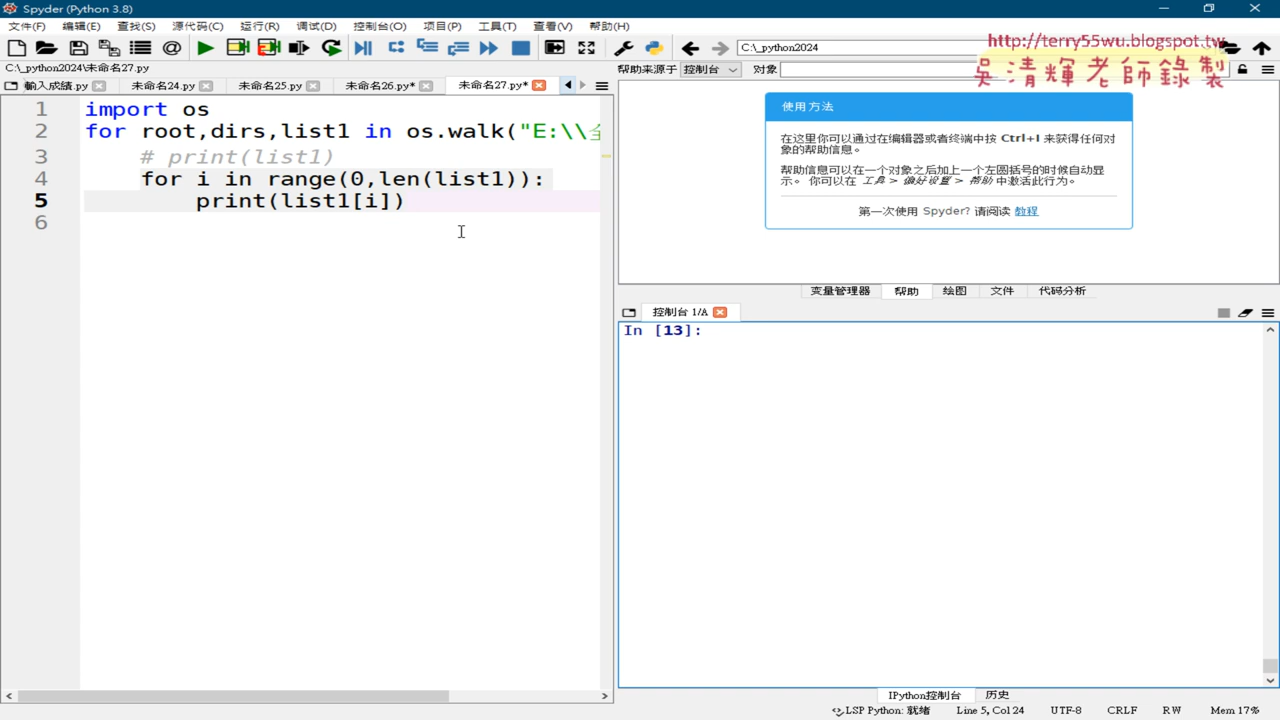 Spyder (Python 3.8)
文件(F) 编辑(E) 查找(S) 源代码(C) 运行(R) 调试(D) 控制台(O) 项目(P) 工具(T) 查看(V) 帮助(H)
C:\_python2024
http://terry55wu.blogspot.tw
吳清輝老師錄製
C:\_python2024\未命名27.py
帮助来源于 控制台 对象
輸入成績.py 未命名24.py 未命名25.py 未命名26.py* 未命名27.py*
1 import os
2 for root,dirs,list1 in os.walk("E:\\
3 # print(list1)
4 for i in range(0,len(list1)):
5 print(list1[i])
6
使用方法
在这里你可以通过在编辑器或者终端中按 Ctrl+I 来获得任何对
象的帮助信息。
帮助信息可以在一个对象之后加上一个左圆括号的时候自动显
示。 你可以在 工具 > 偏好设置 > 帮助 中激活此行为。
第一次使用 Spyder? 请阅读 教程
变量管理器 帮助 绘图 文件 代码分析
控制台 1/A
In [13]:
IPython控制台 历史
LSP Python: 就绪 Line 5, Col 24 UTF-8 CRLF RW Mem 17%